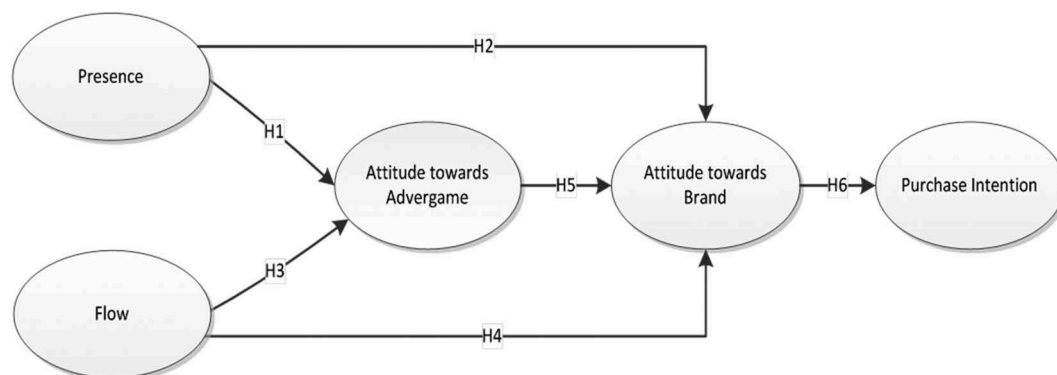 H2
Presence
H1
Attitude towards
Advergame
H5
Attitude towards
Brand
H6
Purchase Intention
H3
Flow
H4